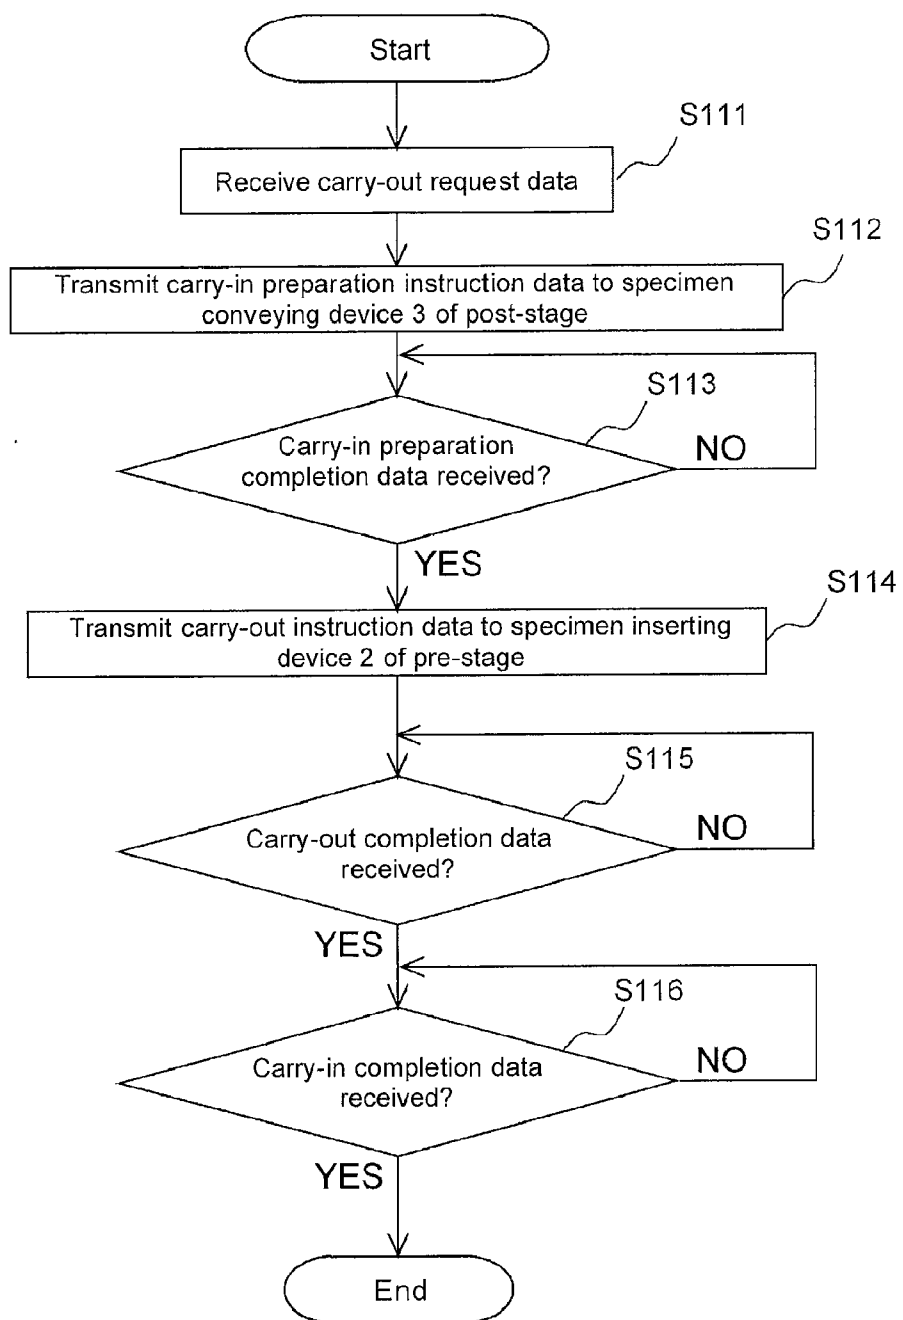 Start
S111
Receive carry-out request data
S112
Transmit carry-in preparation instruction data to specimen
conveying device 3 of post-stage
S113
Carry-in preparation
completion data received?
NO
YES
S114
Transmit carry-out instruction data to specimen inserting
device 2 of pre-stage
S115
Carry-out completion data
received?
NO
YES
S116
Carry-in completion data
received?
NO
YES
End